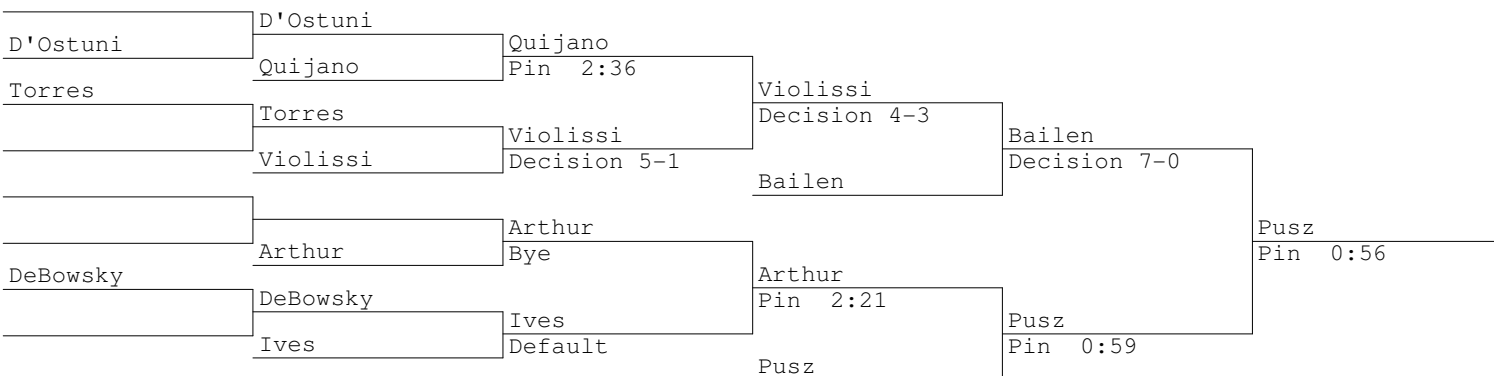 D'Ostuni
D'Ostuni
Quijano
Quijano
Pin 2:36
Torres
Violissi
Torres
Decision 4-3
Violissi
Bailen
Violissi
Decision 5-1
Decision 7-0
Bailen
Arthur
Pusz
Arthur
Bye
Pin 0:56
DeBowsky
Arthur
DeBowsky
Pin 2:21
Ives
Pusz
Ives
Default
Pin 0:59
Pusz